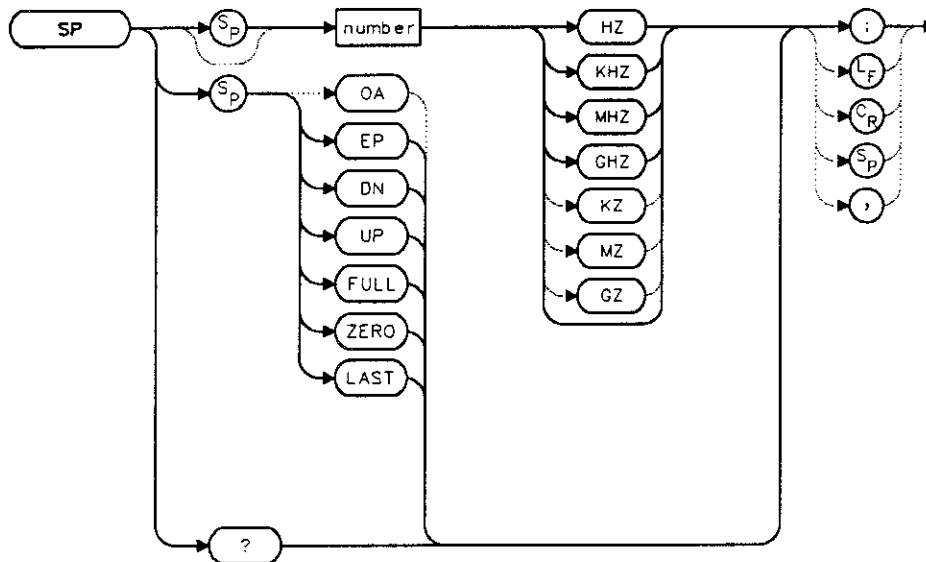 SP
SP
number
HZ
;
KHZ
LF
SP
OA
MHZ
CR
EP
GHZ
SP
DN
KZ
,
UP
MZ
FULL
GZ
ZERO
LAST
?